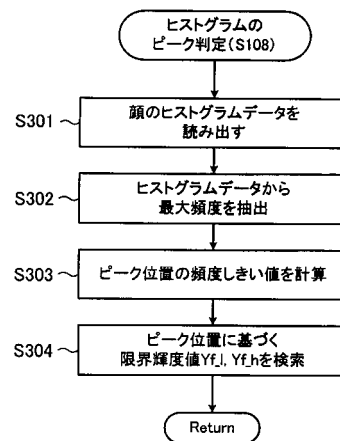 ヒストグラムの
ピーク判定(S108)
S301
顔のヒストグラムデータを
読み出す
S302
ヒストグラムデータから
最大頻度を抽出
S303
ピーク位置の頻度しきい値を計算
S304
ピーク位置に基づく
限界輝度値Yf_l, Yf_hを検索
Return